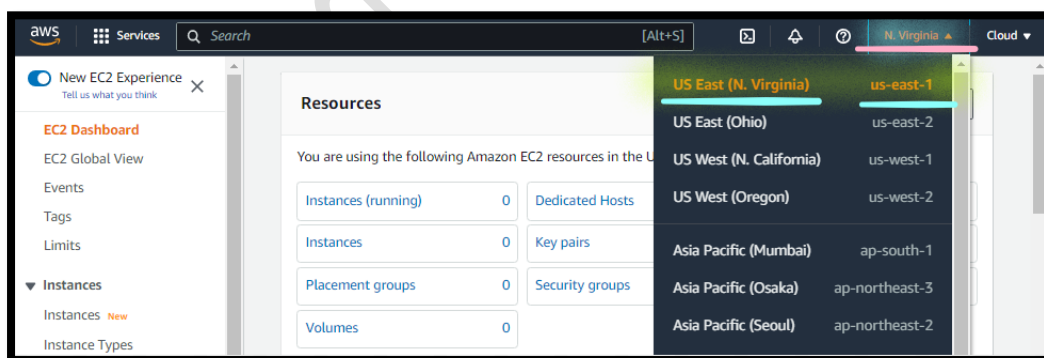 aws Services Search [Alt+S] N. Virginia ▲ Cloud ▼
New EC2 Experience
Tell us what you think
EC2 Dashboard
EC2 Global View
Events
Tags
Limits
▼ Instances
Instances New
Instance Types
Resources
You are using the following Amazon EC2 resources in the U
Instances (running) 0 Dedicated Hosts
Instances 0 Key pairs
Placement groups 0 Security groups
Volumes 0
US East (N. Virginia) us-east-1
US East (Ohio) us-east-2
US West (N. California) us-west-1
US West (Oregon) us-west-2
Asia Pacific (Mumbai) ap-south-1
Asia Pacific (Osaka) ap-northeast-3
Asia Pacific (Seoul) ap-northeast-2